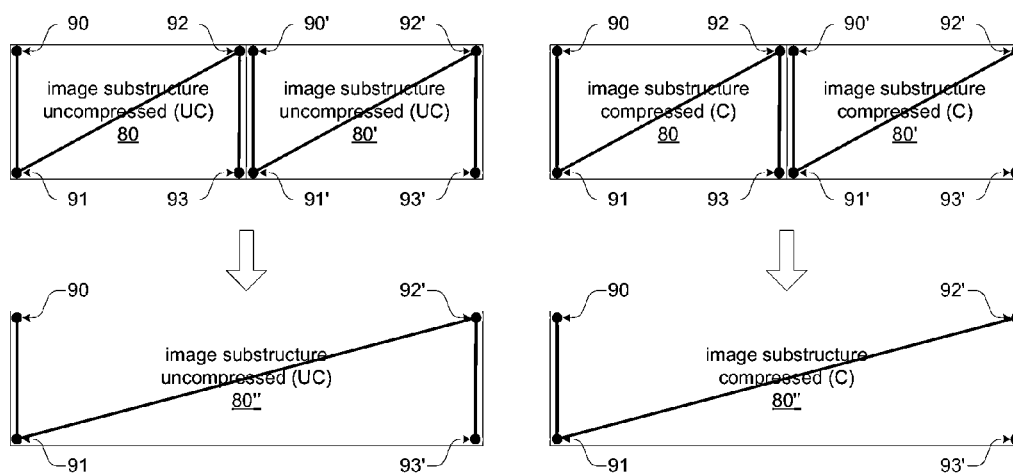 90 92 90' 92' 90 92 90' 92'
image substructure uncompressed (UC) 80
image substructure uncompressed (UC) 80'
image substructure compressed (C) 80
image substructure compressed (C) 80'
91 93 91' 93' 91 93 91' 93'
90 92' 90 92'
image substructure uncompressed (UC) 80"
image substructure compressed (C) 80"
91 93' 91 93'